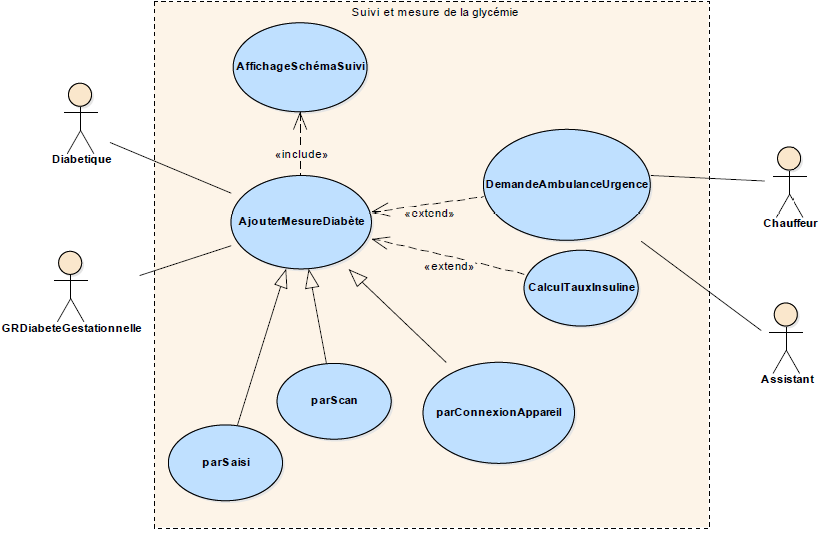 Suivi et mesure de la glycémie
AffichageSchémaSuivi
Diabetique
«include»
DemandeAmbulanceUrgence
Chauffeur
AjouterMesureDiabète
«extend»
«extend»
CalculTauxInsuline
GRDiabeteGestationnelle
Assistant
parScan
parConnexionAppareil
parSaisi